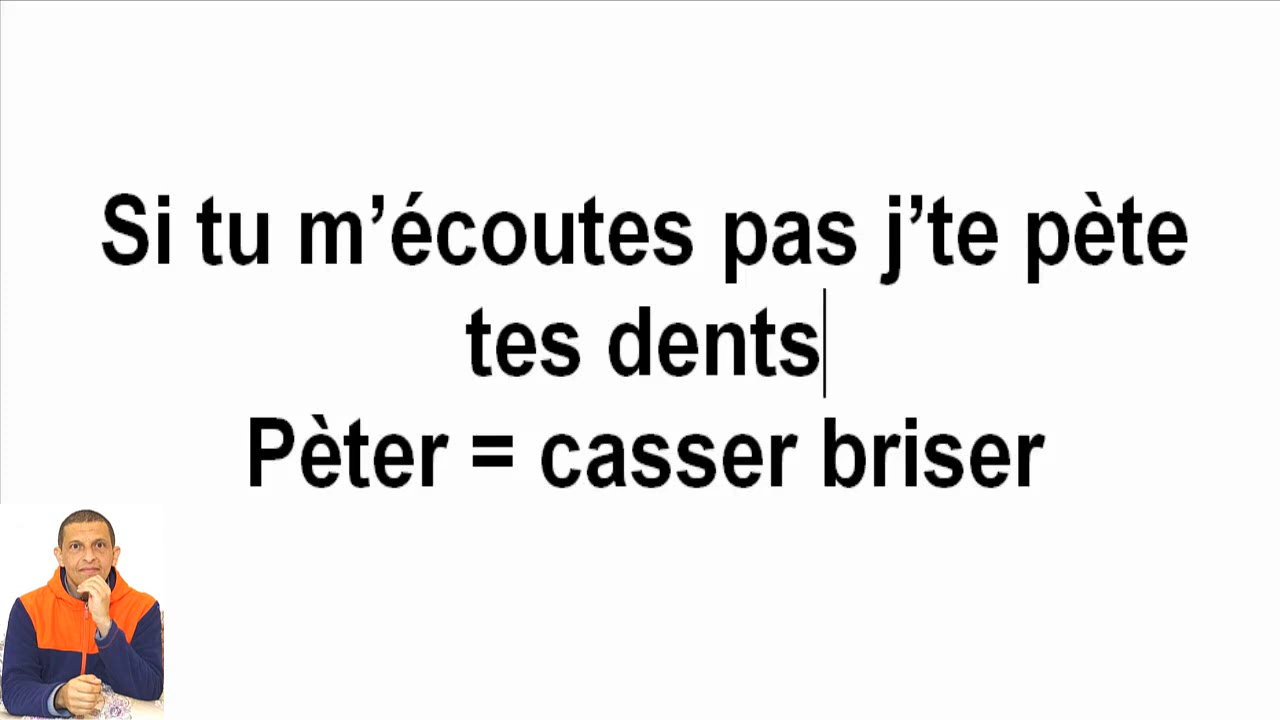 Si tu m’écoutes pas j’te pète
tes dents
Pèter = casser briser